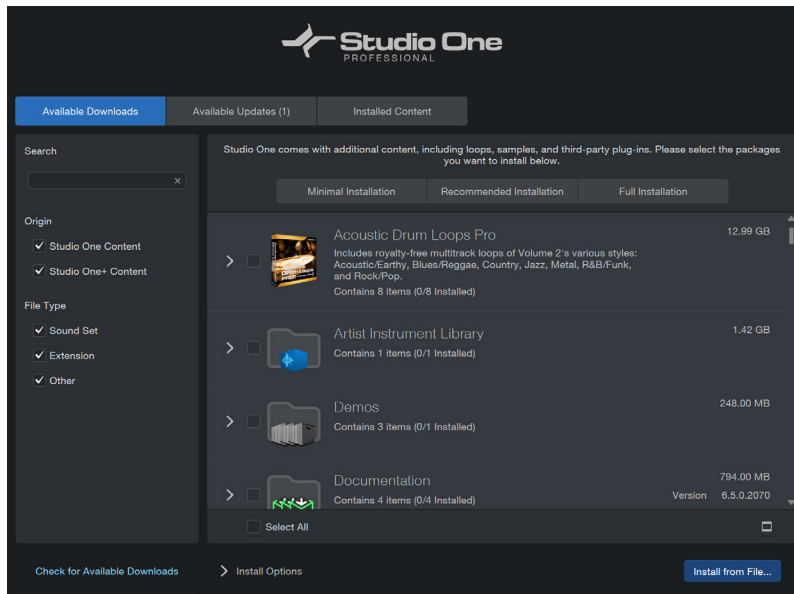 Studio One
PROFESSIONAL
Available Downloads
Available Updates (1)
Installed Content
Search
Studio One comes with additional content, including loops, samples, and third-party plug-ins. Please select the packages
you want to install below.
Minimal Installation
Recommended Installation
Full Installation
Origin
Studio One Content
Studio One+ Content
File Type
Sound Set
Extension
Other
Acoustic Drum Loops Pro
12.99 GB
Includes royalty-free multitrack loops of Volume 2's various styles:
Acoustic/Earthy, Blues/Reggae, Country, Jazz, Metal, R&B/Funk,
and Rock/Pop.
Contains 8 items (0/8 Installed)
Artist Instrument Library
1.42 GB
Contains 1 items (0/1 Installed)
Demos
248.00 MB
Contains 3 items (0/1 Installed)
Documentation
794.00 MB
Contains 4 items (0/4 Installed)
Version 6.5.0.2070
Select All
Check for Available Downloads
Install Options
Install from File...